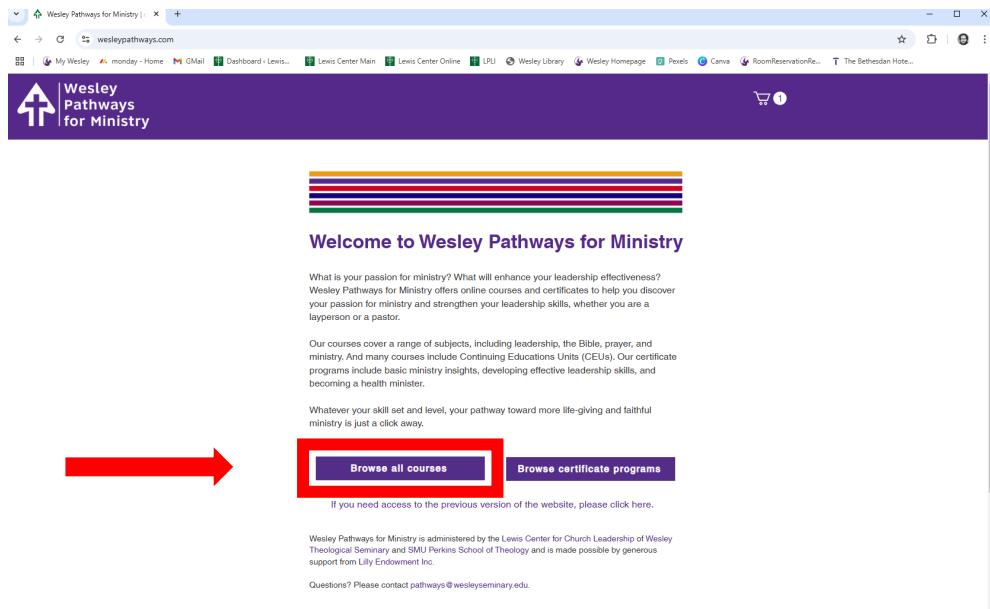 Wesley Pathways for Ministry | c
wesleypathways.com
My Wesley monday - Home GMail Dashboard ‹ Lewis... Lewis Center Main Lewis Center Online LPLI Wesley Library Wesley Homepage Pexels Canva RoomReservationRe... The Bethesdan Hote...
Wesley
Pathways
for Ministry
1
Welcome to Wesley Pathways for Ministry
What is your passion for ministry? What will enhance your leadership effectiveness?
Wesley Pathways for Ministry offers online courses and certificates to help you discover
your passion for ministry and strengthen your leadership skills, whether you are a
layperson or a pastor.
Our courses cover a range of subjects, including leadership, the Bible, prayer, and
ministry. And many courses include Continuing Educations Units (CEUs). Our certificate
programs include basic ministry insights, developing effective leadership skills, and
becoming a health minister.
Whatever your skill set and level, your pathway toward more life-giving and faithful
ministry is just a click away.
Browse all courses Browse certificate programs
If you need access to the previous version of the website, please click here.
Wesley Pathways for Ministry is administered by the Lewis Center for Church Leadership of Wesley
Theological Seminary and SMU Perkins School of Theology and is made possible by generous
support from Lilly Endowment Inc.
Questions? Please contact pathways@wesleyseminary.edu.